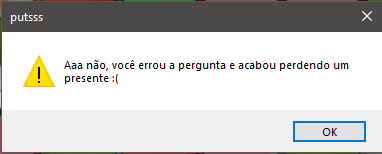 putsss
Aaa não, você errou a pergunta e acabou perdendo um
presente :(
OK